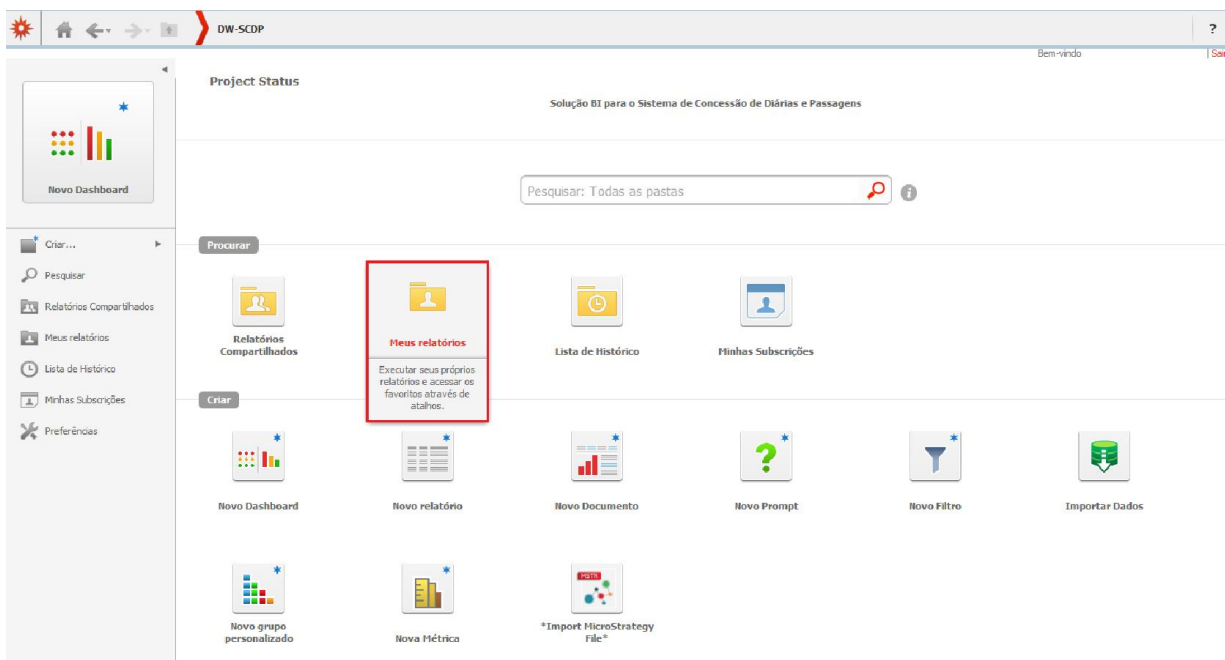 DW-SCDP
?
Bem-vindo
| Sair
Project Status
Solução BI para o Sistema de Concessão de Diárias e Passagens
Novo Dashboard
Pesquisar: Todas as pastas
Criar...
Pesquisar
Relatórios Compartilhados
Meus relatórios
Lista de Histórico
Minhas Subscrições
Preferências
Procurar
Relatórios
Compartilhados
Meus relatórios
Executar seus próprios
relatórios e acessar os
favoritos através de
atalhos.
Lista de Histórico
Minhas Subscrições
Criar
Novo Dashboard
Novo relatório
Novo Documento
Novo Prompt
Novo Filtro
Importar Dados
Novo grupo
personalizado
Nova Métrica
MSTR
*Import MicroStrategy
File*